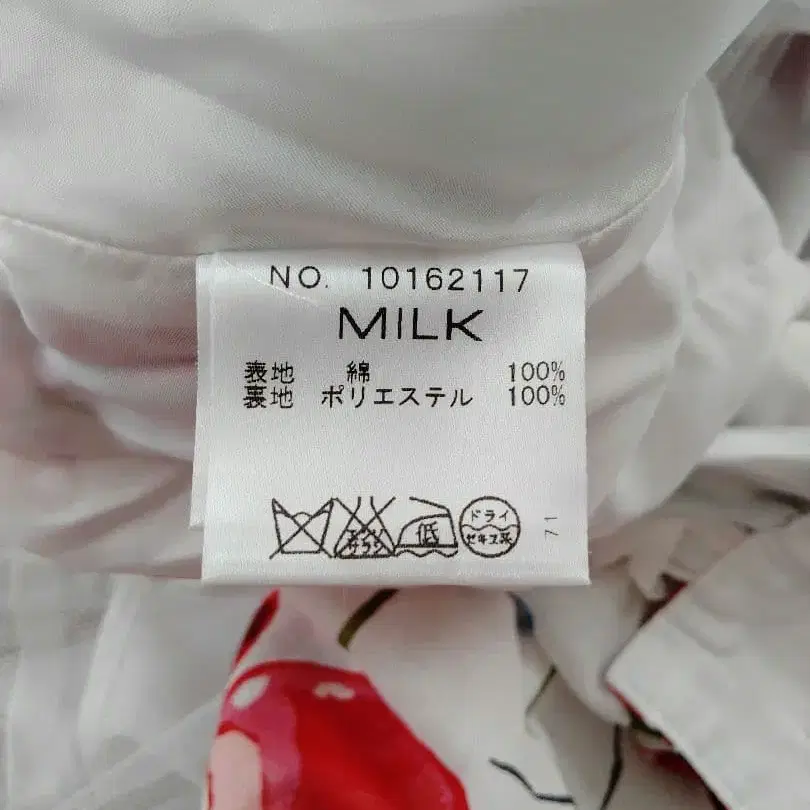 NO. 10162117
MILK
表地 綿 100%
裏地 ポリエステル 100%
低
ドライ
セキユ系
71